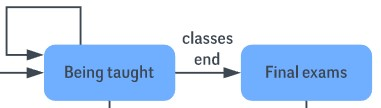 classes
end
Being taught
Final exams